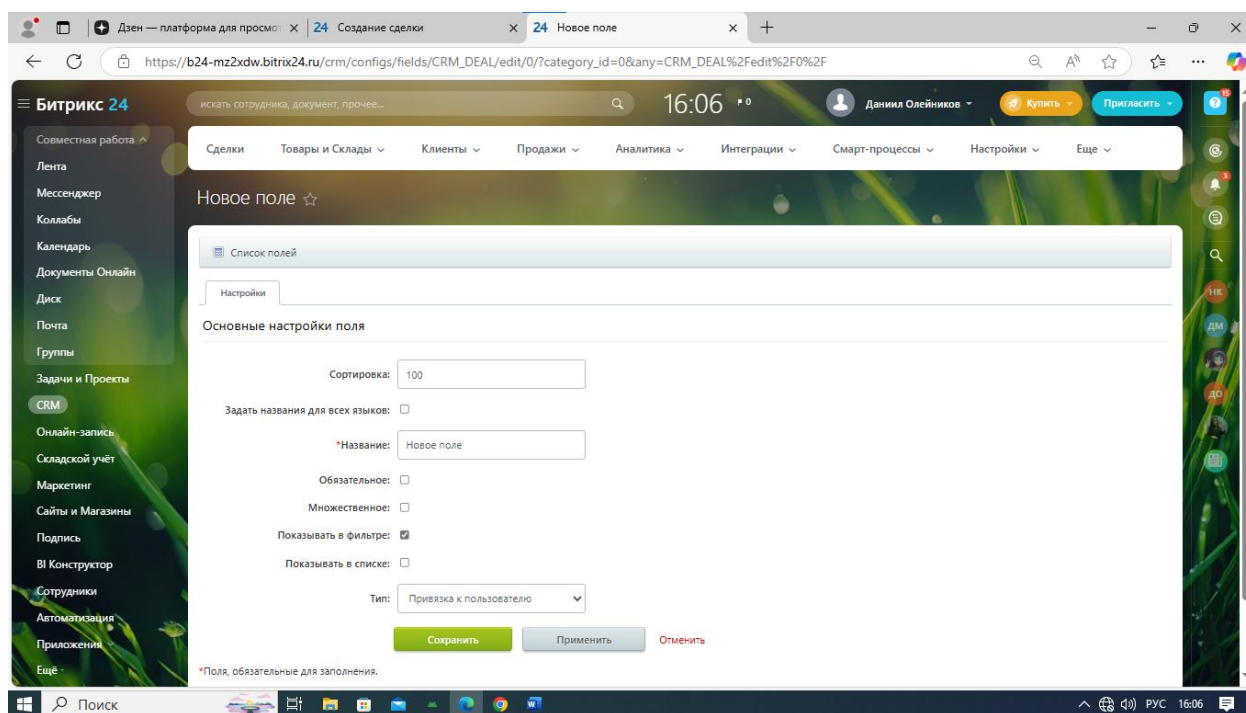 Дзен — платформа для просмот
24 Создание сделки
24 Новое поле
https://b24-mz2xdw.bitrix24.ru/crm/configs/fields/CRM_DEAL/edit/0/?category_id=0&any=CRM_DEAL%2Fedit%2F0%2F
Битрикс 24
искать сотрудника, документ, прочее...
16:06
0
Даниил Олейников
Купить
Пригласить
15
Совместная работа
Лента
Мессенджер
Коллабы
Календарь
Документы Онлайн
Диск
Почта
Группы
Задачи и Проекты
CRM
Онлайн-запись
Складской учёт
Маркетинг
Сайты и Магазины
Подпись
BI Конструктор
Сотрудники
Автоматизация
Приложения
Ещё
Сделки Товары и Склады Клиенты Продажи Аналитика Интеграции Смарт-процессы Настройки Еще
Новое поле
Список полей
Настройки
Основные настройки поля
Сортировка: 100
Задать названия для всех языков:
*Название: Новое поле
Обязательное:
Множественное:
Показывать в фильтре:
Показывать в списке:
Тип: Привязка к пользователю
Сохранить Применить Отменить
*Поля, обязательные для заполнения.
3
НК
ДМ
ДО
Поиск
РУС 16:06